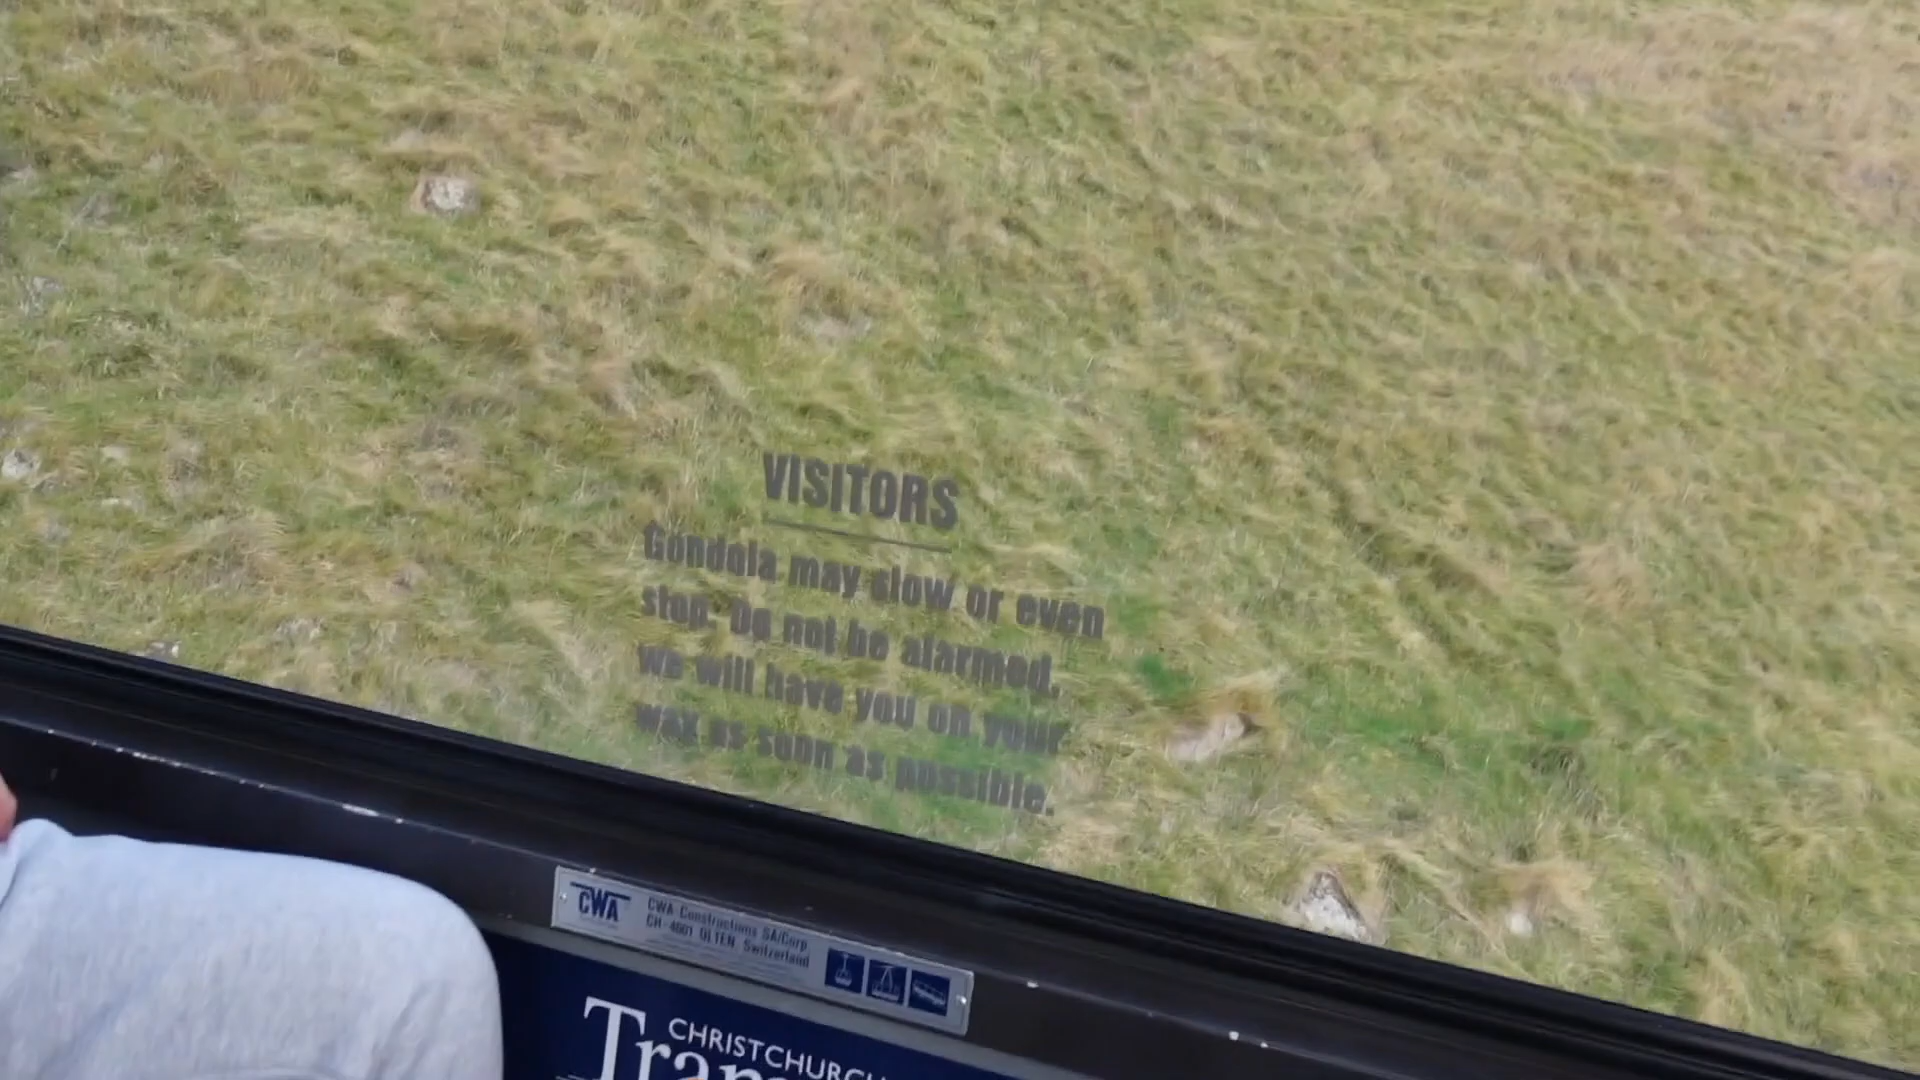 VISITORS
Gondola may slow or even
stop. Do not be alarmed,
we will have you on your
way as soon as possible.
CWA
CWA Constructions SA/Corp.
CH-4601 OLTEN, Switzerland
CHRISTCHURCH